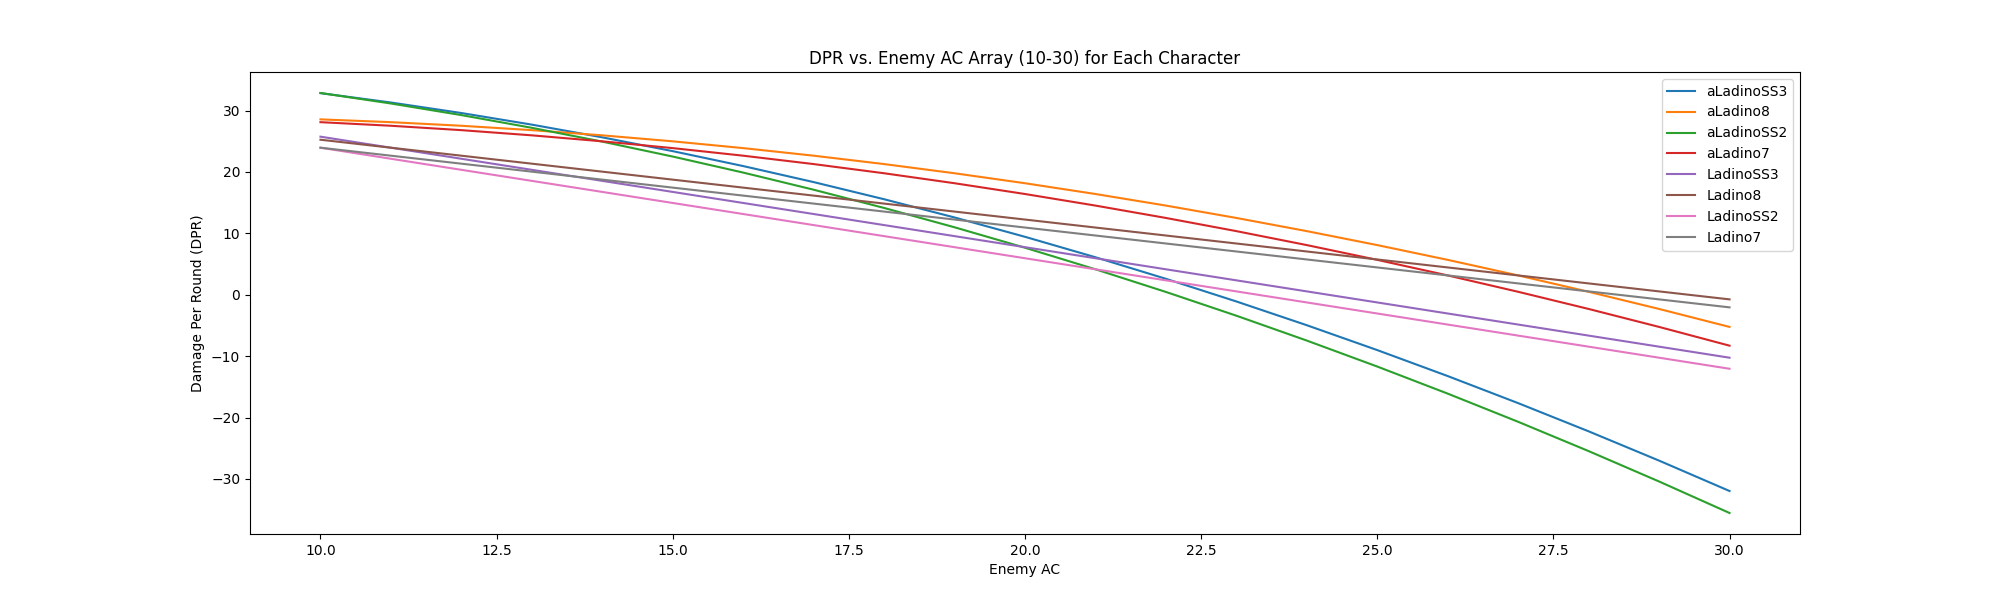 DPR vs. Enemy AC Array (10-30) for Each Character
Damage Per Round (DPR)
30
20
10
0
−10
−20
−30
aLadinoSS3
aLadino8
aLadinoSS2
aLadino7
LadinoSS3
Ladino8
LadinoSS2
Ladino7
10.0 12.5 15.0 17.5 20.0 22.5 25.0 27.5 30.0
Enemy AC